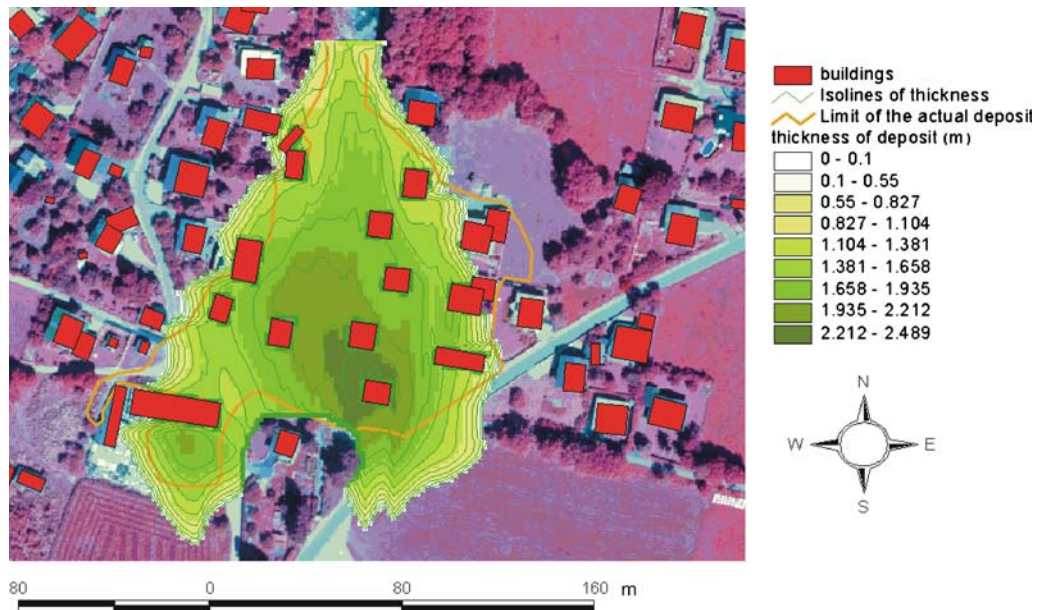 buildings
Isolines of thickness
Limit of the actual deposit
thickness of deposit (m)
0 - 0.1
0.1 - 0.55
0.55 - 0.827
0.827 - 1.104
1.104 - 1.381
1.381 - 1.658
1.658 - 1.935
1.935 - 2.212
2.212 - 2.489
N
W E
S
80 0 80 160 m